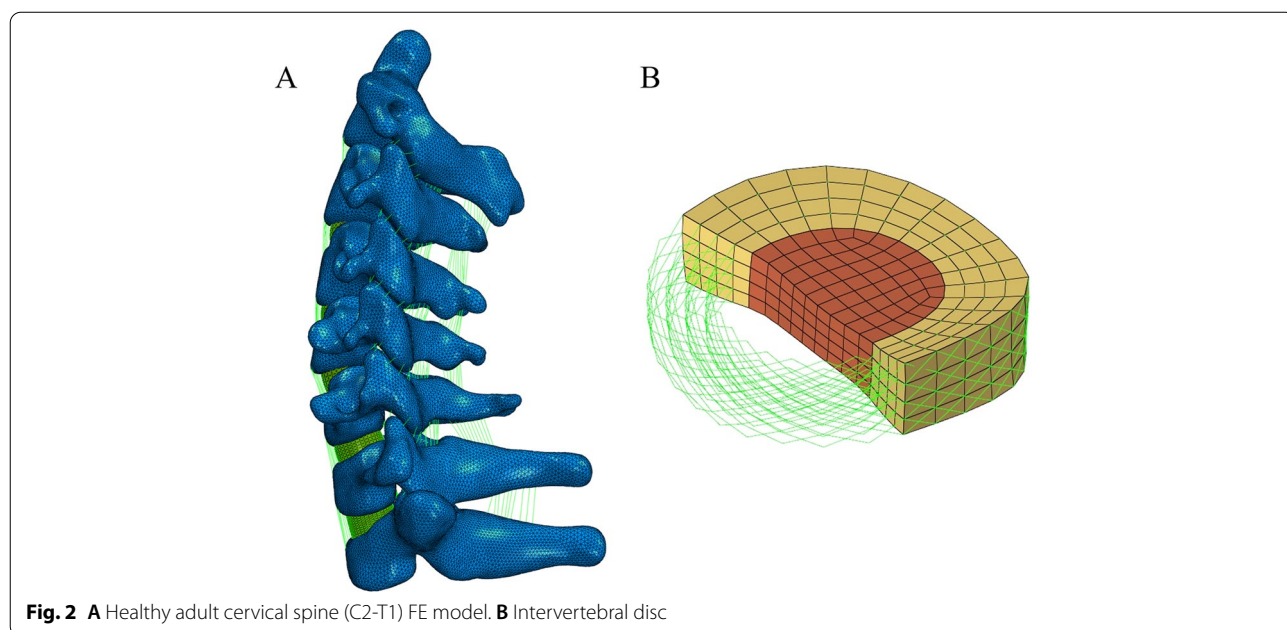 A
B
Fig. 2 A Healthy adult cervical spine (C2-T1) FE model. B Intervertebral disc